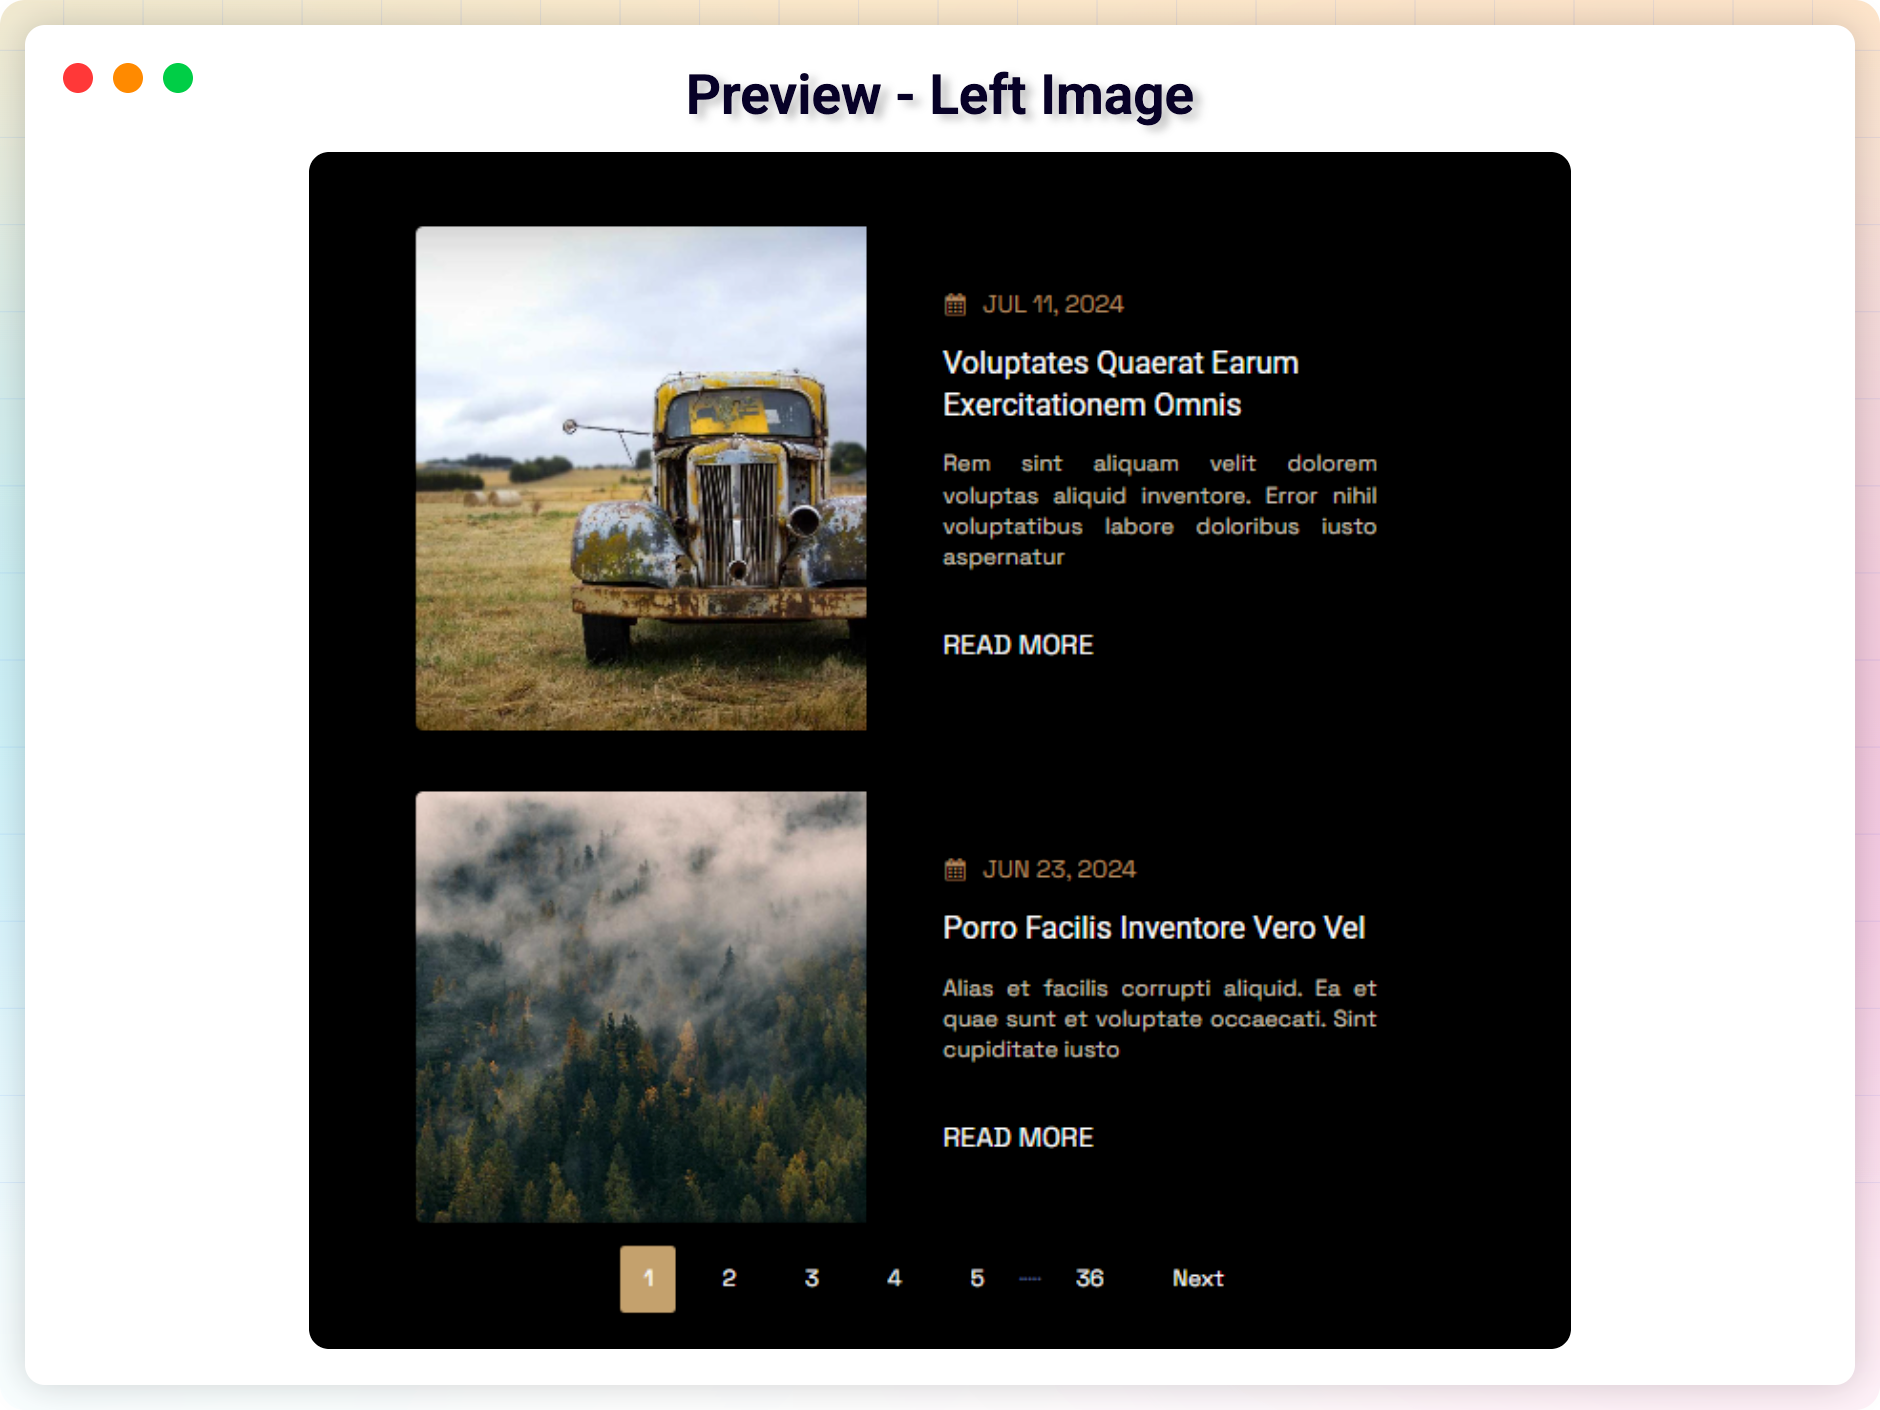 Preview - Left Image
JUL 11, 2024
Voluptates Quaerat Earum
Exercitationem Omnis
Rem sint aliquam velit dolorem
voluptas aliquid inventore. Error nihil
voluptatibus labore doloribus iusto
aspernatur
READ MORE
JUN 23, 2024
Porro Facilis Inventore Vero Vel
Alias et facilis corrupti aliquid. Ea et
quae sunt et voluptate occaecati. Sint
cupiditate iusto
READ MORE
1 2 3 4 5 ····· 36 Next